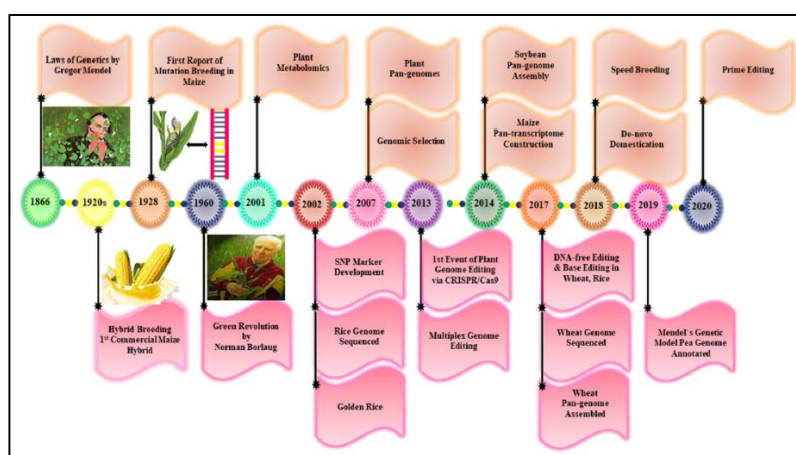 Laws of Genetics by
Gregor Mendel
First Report of
Mutation Breeding in
Maize
Plant
Metabolomics
Plant
Pan-genomes
Genomic Selection
Soybean
Pan-genome
Assembly
Maize
Pan-transcriptome
Construction
Speed Breeding
De-novo
Domestication
Prime Editing
1866
1920s
1928
1960
2001
2002
2007
2013
2014
2017
2018
2019
2020
Hybrid Breeding
1st Commercial Maize
Hybrid
Green Revolution
by
Norman Borlaug
SNP Marker
Development
Rice Genome
Sequenced
Golden Rice
1st Event of Plant
Genome Editing
via CRISPR/Cas9
Multiplex Genome
Editing
DNA-free Editing
& Base Editing in
Wheat, Rice
Wheat Genome
Sequenced
Wheat
Pan-genome
Assembled
Mendel`s Genetic
Model Pea Genome
Annotated